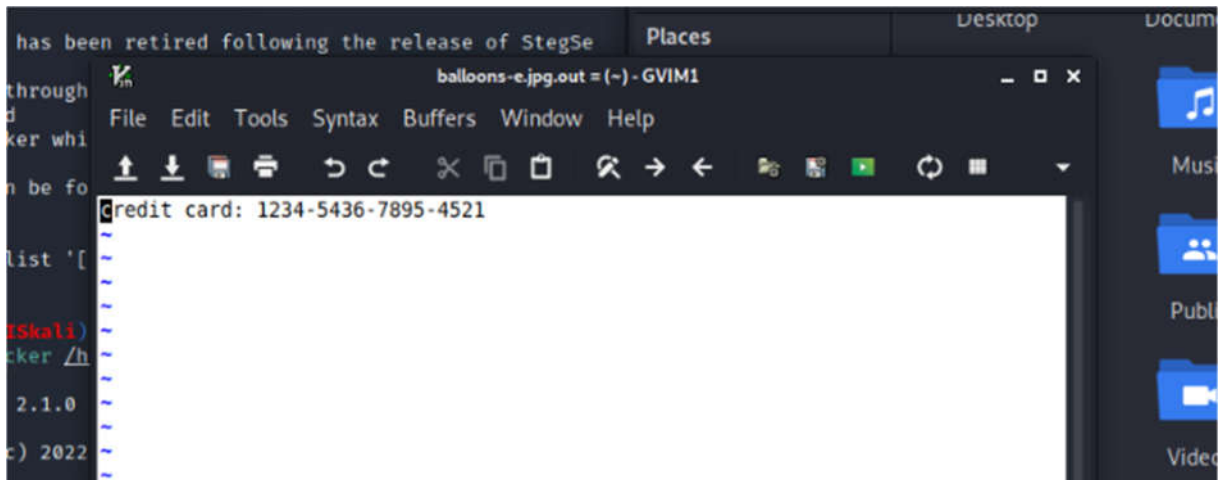 has been retired following the release of StegSe
Places
Desktop
through
balloons-e.jpg.out = (~) - GVIM1
File Edit Tools Syntax Buffers Window Help
ker whi
n be fo
credit card: 1234-5436-7895-4521
list '[
ISkali)
cker /h
2.1.0
c) 2022
~
~
~
~
~
~
~
~
~
~
~
Docum
Musi
Publi
Video